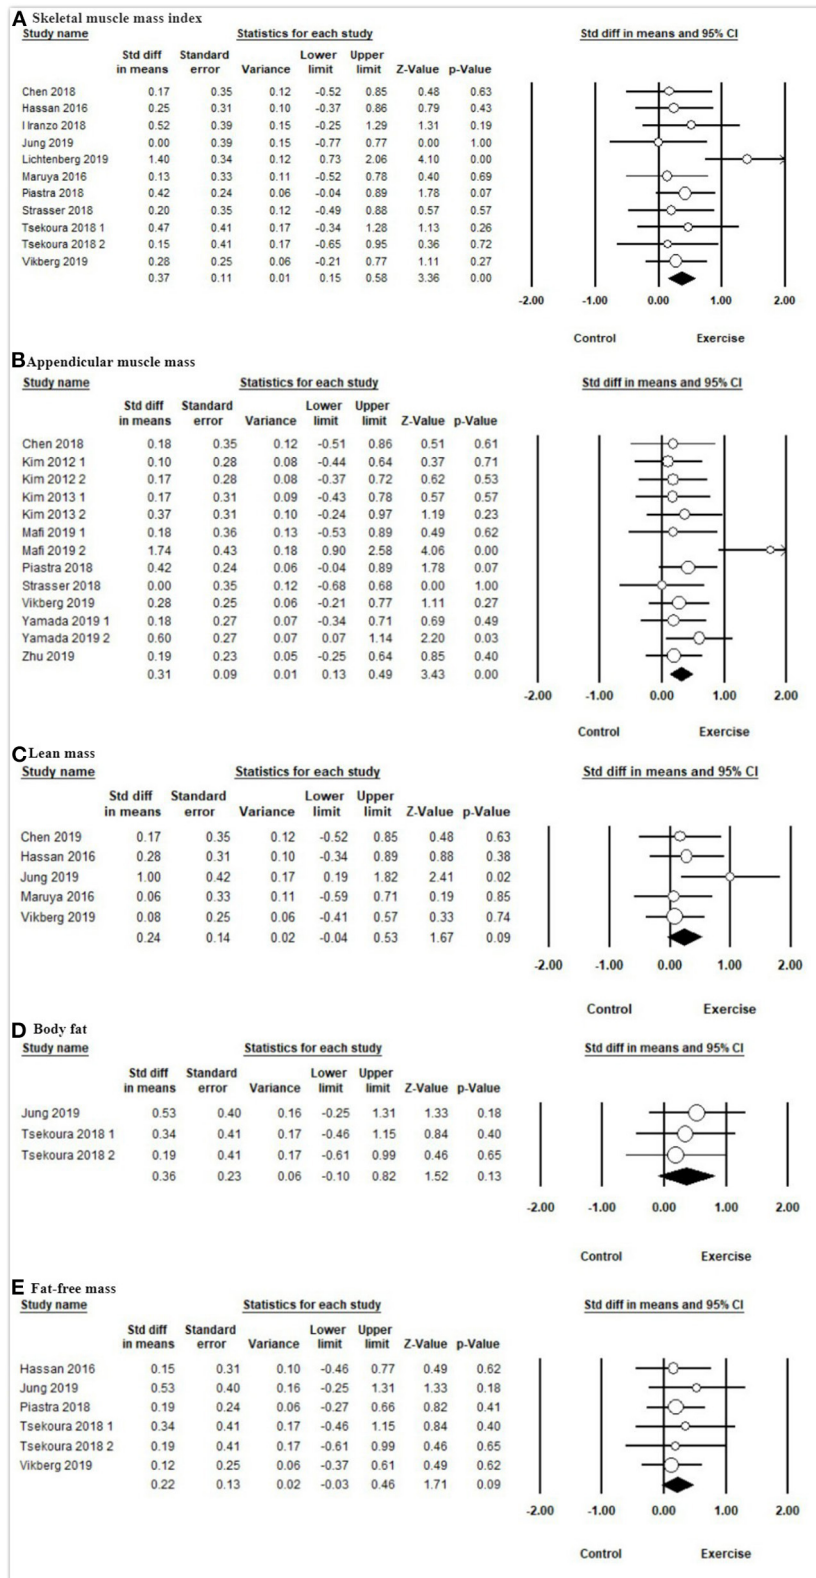 A Skeletal muscle mass index
Study name Statistics for each study Std diff in means and 95% CI
Std diff Standard Lower Upper
in means error Variance limit limit Z-Value p-Value
Chen 2018 0.17 0.35 0.12 -0.52 0.85 0.48 0.63
Hassan 2016 0.25 0.31 0.10 -0.37 0.86 0.79 0.43
I Iranzo 2018 0.52 0.39 0.15 -0.25 1.29 1.31 0.19
Jung 2019 0.00 0.39 0.15 -0.77 0.77 0.00 1.00
Lichtenberg 2019 1.40 0.34 0.12 0.73 2.06 4.10 0.00
Maruya 2016 0.13 0.33 0.11 -0.52 0.78 0.40 0.69
Piastra 2018 0.42 0.24 0.06 -0.04 0.89 1.78 0.07
Strasser 2018 0.20 0.35 0.12 -0.49 0.88 0.57 0.57
Tsekoura 2018 1 0.47 0.41 0.17 -0.34 1.28 1.13 0.26
Tsekoura 2018 2 0.15 0.41 0.17 -0.65 0.95 0.36 0.72
Vikberg 2019 0.28 0.25 0.06 -0.21 0.77 1.11 0.27
0.37 0.11 0.01 0.15 0.58 3.36 0.00
-2.00 -1.00 0.00 1.00 2.00
Control Exercise
B Appendicular muscle mass
Study name Statistics for each study Std diff in means and 95% CI
Std diff Standard Lower Upper
in means error Variance limit limit Z-Value p-Value
Chen 2018 0.18 0.35 0.12 -0.51 0.86 0.51 0.61
Kim 2012 1 0.10 0.28 0.08 -0.44 0.64 0.37 0.71
Kim 2012 2 0.17 0.28 0.08 -0.37 0.72 0.62 0.53
Kim 2013 1 0.17 0.31 0.09 -0.43 0.78 0.57 0.57
Kim 2013 2 0.37 0.31 0.10 -0.24 0.97 1.19 0.23
Mafi 2019 1 0.18 0.36 0.13 -0.53 0.89 0.49 0.62
Mafi 2019 2 1.74 0.43 0.18 0.90 2.58 4.06 0.00
Piastra 2018 0.42 0.24 0.06 -0.04 0.89 1.78 0.07
Strasser 2018 0.00 0.35 0.12 -0.68 0.68 0.00 1.00
Vikberg 2019 0.28 0.25 0.06 -0.21 0.77 1.11 0.27
Yamada 2019 1 0.18 0.27 0.07 -0.34 0.71 0.69 0.49
Yamada 2019 2 0.60 0.27 0.07 0.07 1.14 2.20 0.03
Zhu 2019 0.19 0.23 0.05 -0.25 0.64 0.85 0.40
0.31 0.09 0.01 0.13 0.49 3.43 0.00
-2.00 -1.00 0.00 1.00 2.00
Control Exercise
C Lean mass
Study name Statistics for each study Std diff in means and 95% CI
Std diff Standard Lower Upper
in means error Variance limit limit Z-Value p-Value
Chen 2019 0.17 0.35 0.12 -0.52 0.85 0.48 0.63
Hassan 2016 0.28 0.31 0.10 -0.34 0.89 0.88 0.38
Jung 2019 1.00 0.42 0.17 0.19 1.82 2.41 0.02
Maruya 2016 0.06 0.33 0.11 -0.59 0.71 0.19 0.85
Vikberg 2019 0.08 0.25 0.06 -0.41 0.57 0.33 0.74
0.24 0.14 0.02 -0.04 0.53 1.67 0.09
-2.00 -1.00 0.00 1.00 2.00
Control Exercise
D Body fat
Study name Statistics for each study Std diff in means and 95% CI
Std diff Standard Lower Upper
in means error Variance limit limit Z-Value p-Value
Jung 2019 0.53 0.40 0.16 -0.25 1.31 1.33 0.18
Tsekoura 2018 1 0.34 0.41 0.17 -0.46 1.15 0.84 0.40
Tsekoura 2018 2 0.19 0.41 0.17 -0.61 0.99 0.46 0.65
0.36 0.23 0.06 -0.10 0.82 1.52 0.13
-2.00 -1.00 0.00 1.00 2.00
Control Exercise
E Fat-free mass
Study name Statistics for each study Std diff in means and 95% CI
Std diff Standard Lower Upper
in means error Variance limit limit Z-Value p-Value
Hassan 2016 0.15 0.31 0.10 -0.46 0.77 0.49 0.62
Jung 2019 0.53 0.40 0.16 -0.25 1.31 1.33 0.18
Piastra 2018 0.19 0.24 0.06 -0.27 0.66 0.82 0.41
Tsekoura 2018 1 0.34 0.41 0.17 -0.46 1.15 0.84 0.40
Tsekoura 2018 2 0.19 0.41 0.17 -0.61 0.99 0.46 0.65
Vikberg 2019 0.12 0.25 0.06 -0.37 0.61 0.49 0.62
0.22 0.13 0.02 -0.03 0.46 1.71 0.09
-2.00 -1.00 0.00 1.00 2.00
Control Exercise